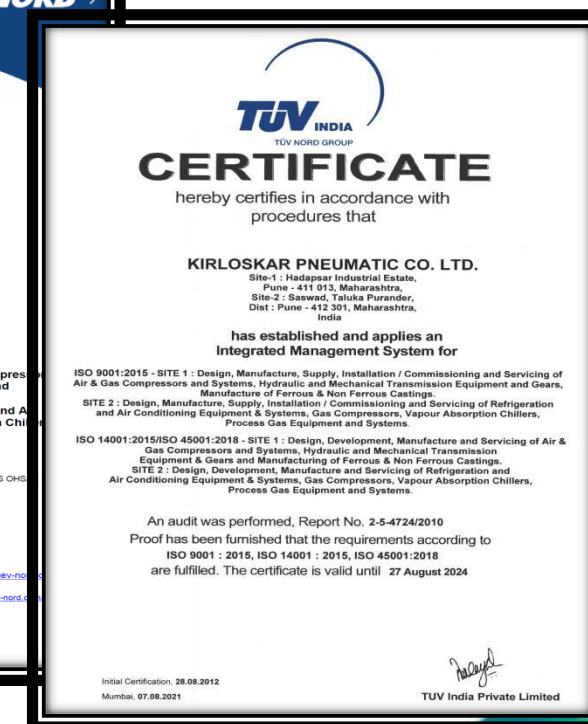 NORD
TÜV INDIA
TÜV NORD GROUP
CERTIFICATE
hereby certifies in accordance with
procedures that
KIRLOSKAR PNEUMATIC CO. LTD.
Site-1 : Hadapsar Industrial Estate,
Pune - 411 013, Maharashtra,
Site-2 : Saswad, Taluka Purander,
Dist : Pune - 412 301, Maharashtra,
India
has established and applies an
Integrated Management System for
ISO 9001:2015 - SITE 1 : Design, Manufacture, Supply, Installation / Commissioning and Servicing of
Air & Gas Compressors and Systems, Hydraulic and Mechanical Transmission Equipment and Gears,
Manufacture of Ferrous & Non Ferrous Castings.
SITE 2 : Design, Manufacture, Supply, Installation / Commissioning and Servicing of Refrigeration
and Air Conditioning Equipment & Systems, Gas Compressors, Vapour Absorption Chillers,
Process Gas Equipment and Systems.
ISO 14001:2015/ISO 45001:2018 - SITE 1 : Design, Development, Manufacture and Servicing of Air &
Gas Compressors and Systems, Hydraulic and Mechanical Transmission
Equipment & Gears and Manufacturing of Ferrous & Non Ferrous Castings.
SITE 2 : Design, Development, Manufacture and Servicing of Refrigeration and
Air Conditioning Equipment & Systems, Gas Compressors, Vapour Absorption Chillers,
Process Gas Equipment and Systems.
An audit was performed, Report No. 2-5-4724/2010
Proof has been furnished that the requirements according to
ISO 9001 : 2015, ISO 14001 : 2015, ISO 45001:2018
are fulfilled. The certificate is valid until 27 August 2024
Initial Certification, 28.08.2012
Mumbai, 07.08.2021
TUV India Private Limited